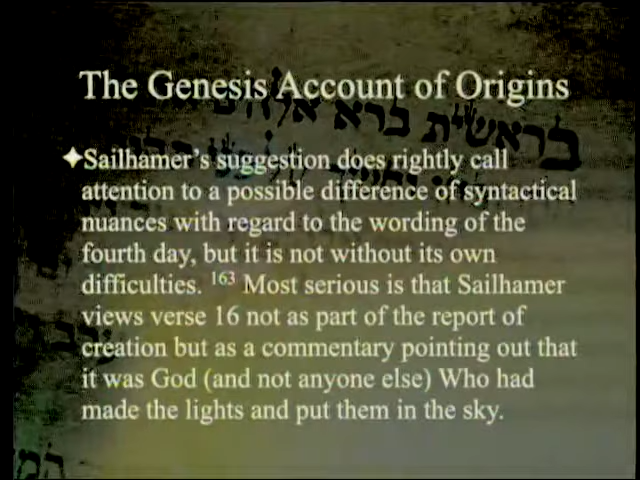 The Genesis Account of Origins
בראשית ברא אלהים
✦Sailhamer's suggestion does rightly call
attention to a possible difference of syntactical
nuances with regard to the wording of the
fourth day, but it is not without its own
difficulties. 163 Most serious is that Sailhamer
views verse 16 not as part of the report of
creation but as a commentary pointing out that
it was God (and not anyone else) Who had
made the lights and put them in the sky.